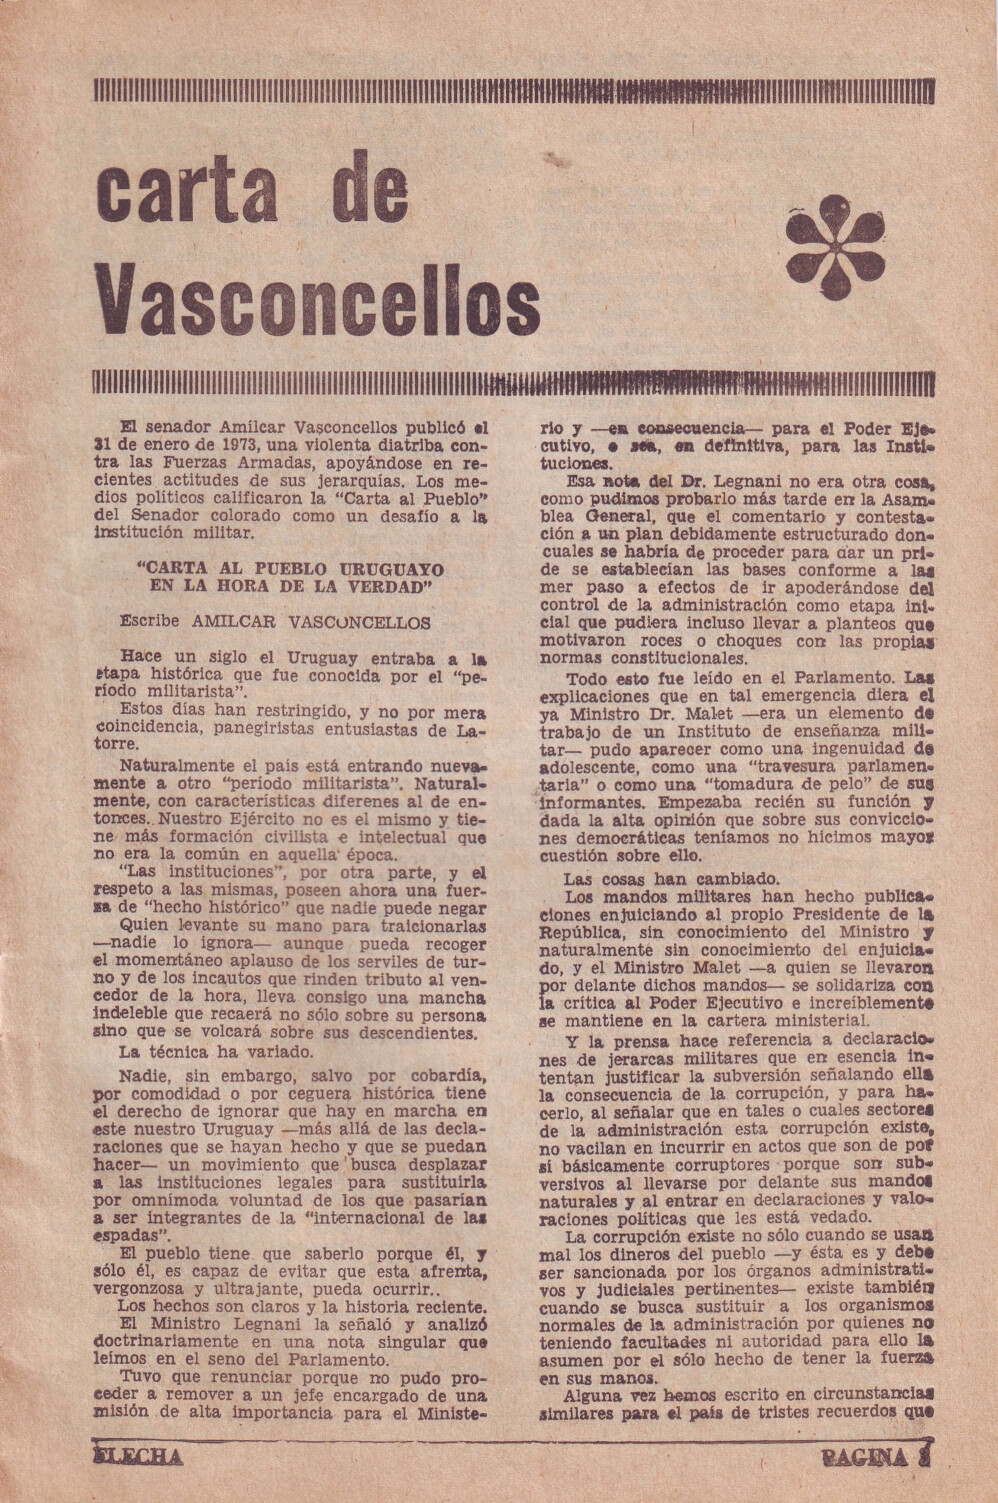 carta de
Vasconcellos
El senador Amílcar Vasconcellos publicó el
31 de enero de 1973, una violenta diatriba con-
tra las Fuerzas Armadas, apoyándose en re-
cientes actitudes de sus jerarquías. Los me-
dios políticos calificaron la "Carta al Pueblo"
del Senador colorado como un desafío a la
institución militar.
"CARTA AL PUEBLO URUGUAYO
EN LA HORA DE LA VERDAD"
Escribe AMILCAR VASCONCELLOS
Hace un siglo el Uruguay entraba a la
etapa histórica que fue conocida por el "pe-
ríodo militarista".
Estos días han restringido, y no por mera
coincidencia, panegiristas entusiastas de La-
torre.
Naturalmente el país está entrando nueva-
mente a otro "período militarista". Natural-
mente, con características diferenes al de en-
tonces. Nuestro Ejército no es el mismo y tie-
ne más formación civilista e intelectual que
no era la común en aquella época.
"Las instituciones", por otra parte, y el
respeto a las mismas, poseen ahora una fuer-
sa de "hecho histórico" que nadie puede negar
Quien levante su mano para traicionarlas
—nadie lo ignora— aunque pueda recoger
el momentáneo aplauso de los serviles de tur-
no y de los incautos que rinden tributo al ven-
cedor de la hora, lleva consigo una mancha
indeleble que recaerá no sólo sobre su persona
sino que se volcará sobre sus descendientes.
La técnica ha variado.
Nadie, sin embargo, salvo por cobardía,
por comodidad o por ceguera histórica tiene
el derecho de ignorar que hay en marcha en
este nuestro Uruguay —más allá de las decla-
raciones que se hayan hecho y que se puedan
hacer— un movimiento que busca desplazar
a las instituciones legales para sustituirla
por omnímoda voluntad de los que pasarían
a ser integrantes de la "internacional de las
espadas".
El pueblo tiene que saberlo porque él, y
sólo él, es capaz de evitar que esta afrenta,
vergonzosa y ultrajante, pueda ocurrir..
Los hechos son claros y la historia reciente.
El Ministro Legnani la señaló y analizó
doctrinariamente en una nota singular que
leímos en el seno del Parlamento.
Tuvo que renunciar porque no pudo pro-
ceder a remover a un jefe encargado de una
misión de alta importancia para el Ministe-
rio y —en consecuencia— para el Poder Eje-
cutivo, o sea, en definitiva, para las Insti-
tuciones.
Esa nota del Dr. Legnani no era otra cosa,
como pudimos probarlo más tarde en la Asam-
blea General, que el comentario y contesta-
ción a un plan debidamente estructurado don-
cuales se habría de proceder para dar un pri-
de se establecían las bases conforme a las
mer paso a efectos de ir apoderándose del
control de la administración como etapa ini-
cial que pudiera incluso llevar a planteos que
motivaron roces o choques con las propias
normas constitucionales.
Todo esto fue leído en el Parlamento. Las
explicaciones que en tal emergencia diera el
ya Ministro Dr. Malet —era un elemento de
trabajo de un Instituto de enseñanza mili-
tar— pudo aparecer como una ingenuidad de
adolescente, como una "travesura parlamen-
taria" o como una "tomadura de pelo" de sus
informantes. Empezaba recién su función y
dada la alta opinión que sobre sus conviccio-
nes democráticas teníamos no hicimos mayor
cuestión sobre ello.
Las cosas han cambiado.
Los mandos militares han hecho publica-
ciones enjuiciando al propio Presidente de la
República, sin conocimiento del Ministro y
naturalmente sin conocimiento del enjuicia-
do, y el Ministro Malet —a quien se llevaron
por delante dichos mandos— se solidariza con
la crítica al Poder Ejecutivo e increíblemente
se mantiene en la cartera ministerial.
Y la prensa hace referencia a declaracio-
nes de jerarcas militares que en esencia in-
tentan justificar la subversión señalando ella
la consecuencia de la corrupción, y para ha-
cerlo, al señalar que en tales o cuales sectores
de la administración esta corrupción existe,
no vacilan en incurrir en actos que son de por
sí básicamente corruptores porque son sub-
versivos al llevarse por delante sus mandos
naturales y al entrar en declaraciones y valo-
raciones políticas que les está vedado.
La corrupción existe no sólo cuando se usan
mal los dineros del pueblo —y ésta es y debe
ser sancionada por los órganos administrati-
vos y judiciales pertinentes— existe también
cuando se busca sustituir a los organismos
normales de la administración por quienes no
teniendo facultades ni autoridad para ello la
asumen por el sólo hecho de tener la fuerza
en sus manos.
Alguna vez hemos escrito en circunstancias
similares para el país de tristes recuerdos que
FLECHA
PAGINA 3